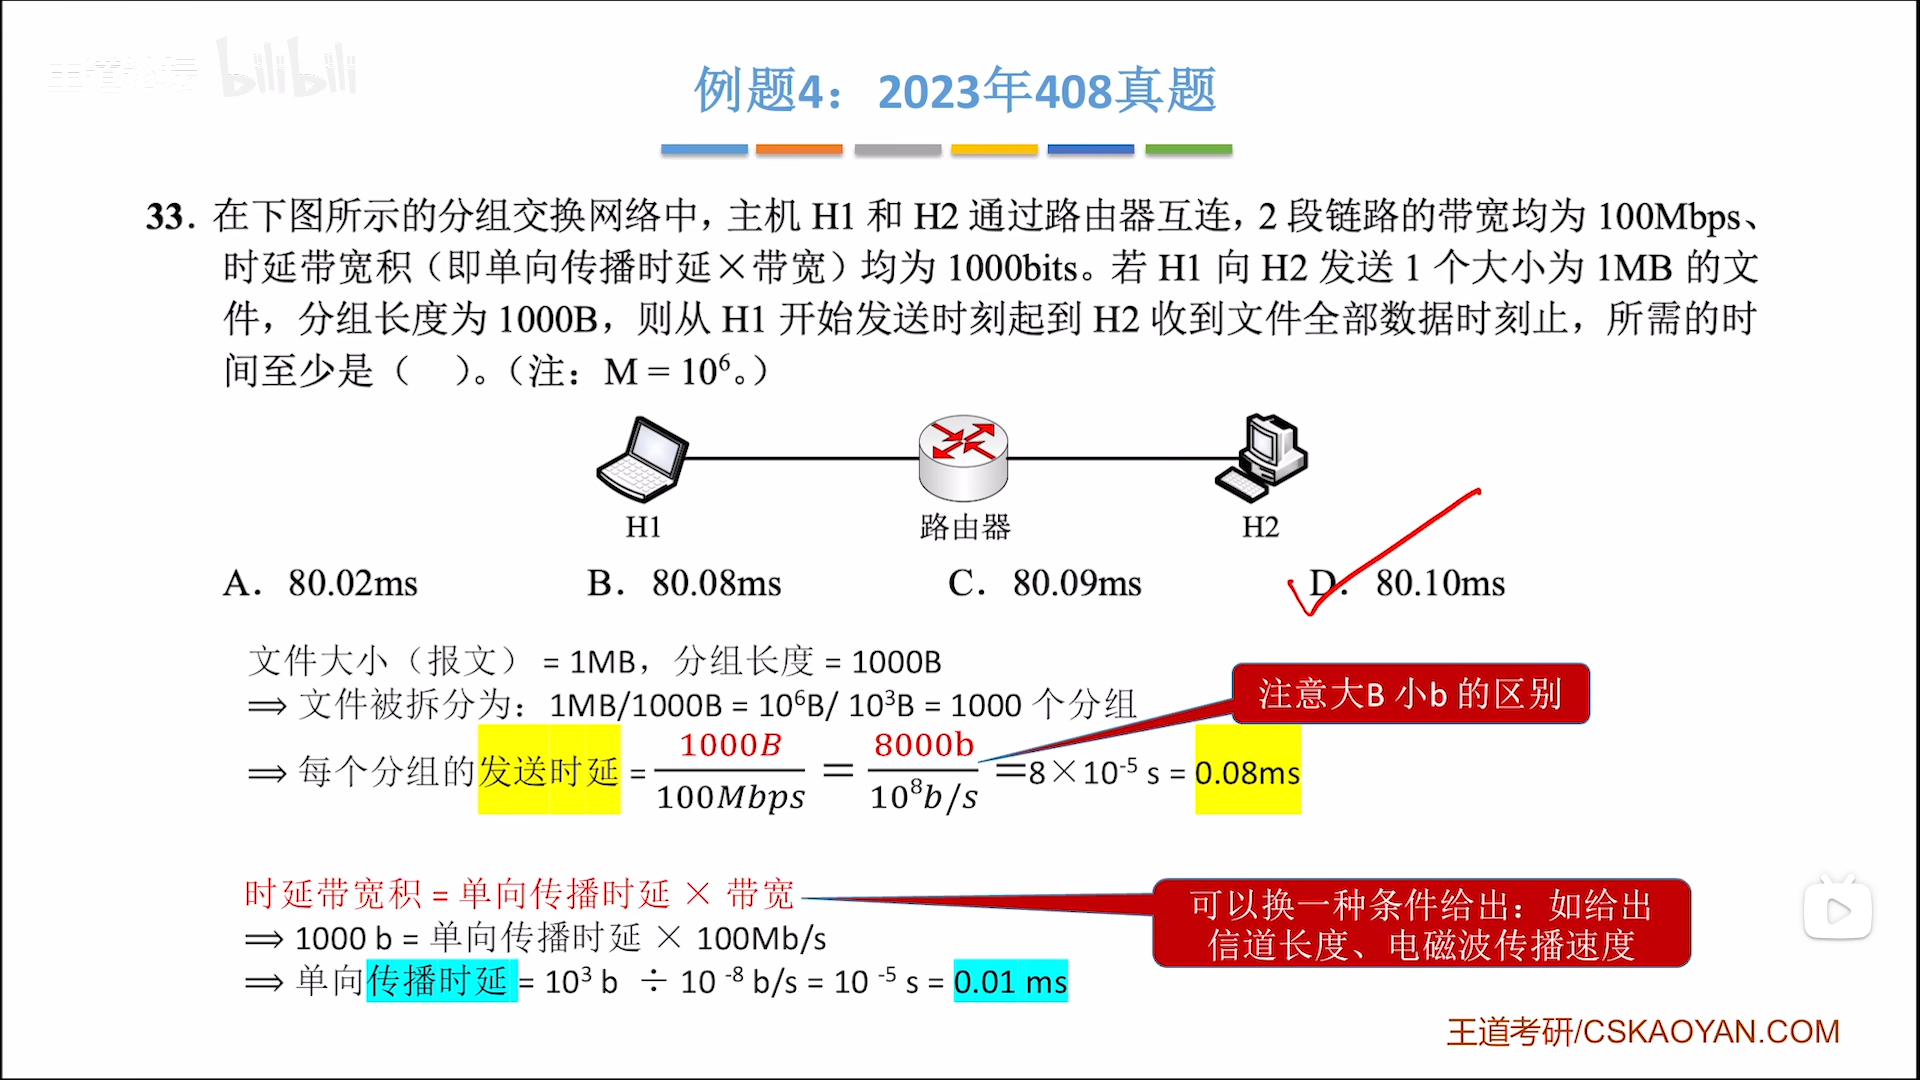 王道论坛 bilibili
例题4：2023年408真题
33. 在下图所示的分组交换网络中，主机 H1 和 H2 通过路由器互连，2 段链路的带宽均为 100Mbps、
时延带宽积（即单向传播时延×带宽）均为 1000bits。若 H1 向 H2 发送 1 个大小为 1MB 的文
件，分组长度为 1000B，则从 H1 开始发送时刻起到 H2 收到文件全部数据时刻止，所需的时
间至少是（ ）。（注：M = 10⁶。）
H1 路由器 H2
A. 80.02ms B. 80.08ms C. 80.09ms D. 80.10ms
文件大小（报文）= 1MB，分组长度 = 1000B
⟹ 文件被拆分为：1MB/1000B = 10⁶B/ 10³B = 1000 个分组
注意大B 小b 的区别
⟹ 每个分组的发送时延 = 1000B/100Mbps = 8000b/10⁸b/s =8×10⁻⁵ s = 0.08ms
时延带宽积 = 单向传播时延 × 带宽
⟹ 1000 b = 单向传播时延 × 100Mb/s
⟹ 单向传播时延 = 10³ b ÷ 10 ⁻⁸ b/s = 10 ⁻⁵ s = 0.01 ms
可以换一种条件给出：如给出
信道长度、电磁波传播速度
王道考研/CSKAOYAN.COM